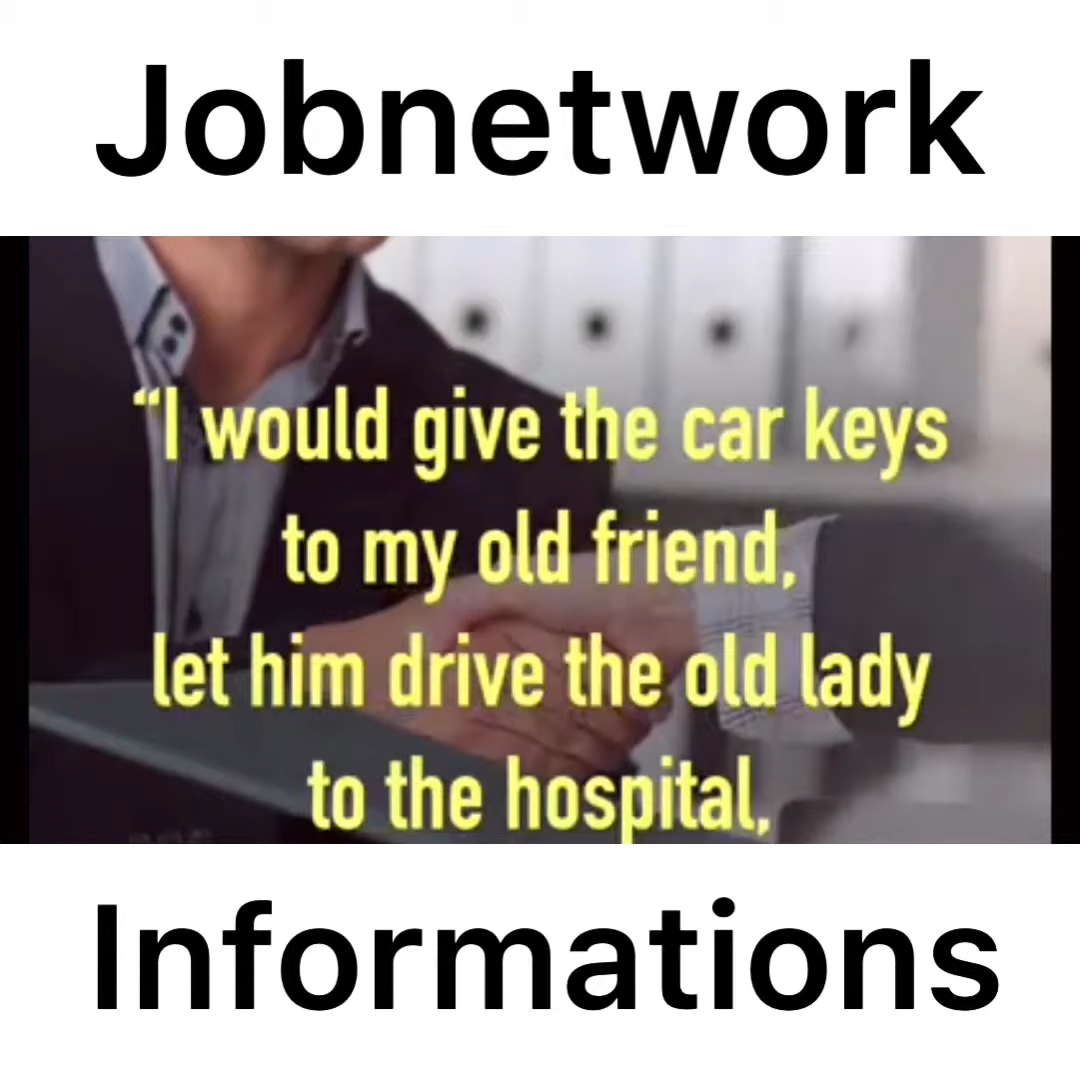 Jobnetwork
“I would give the car keys
to my old friend,
let him drive the old lady
to the hospital,
Informations